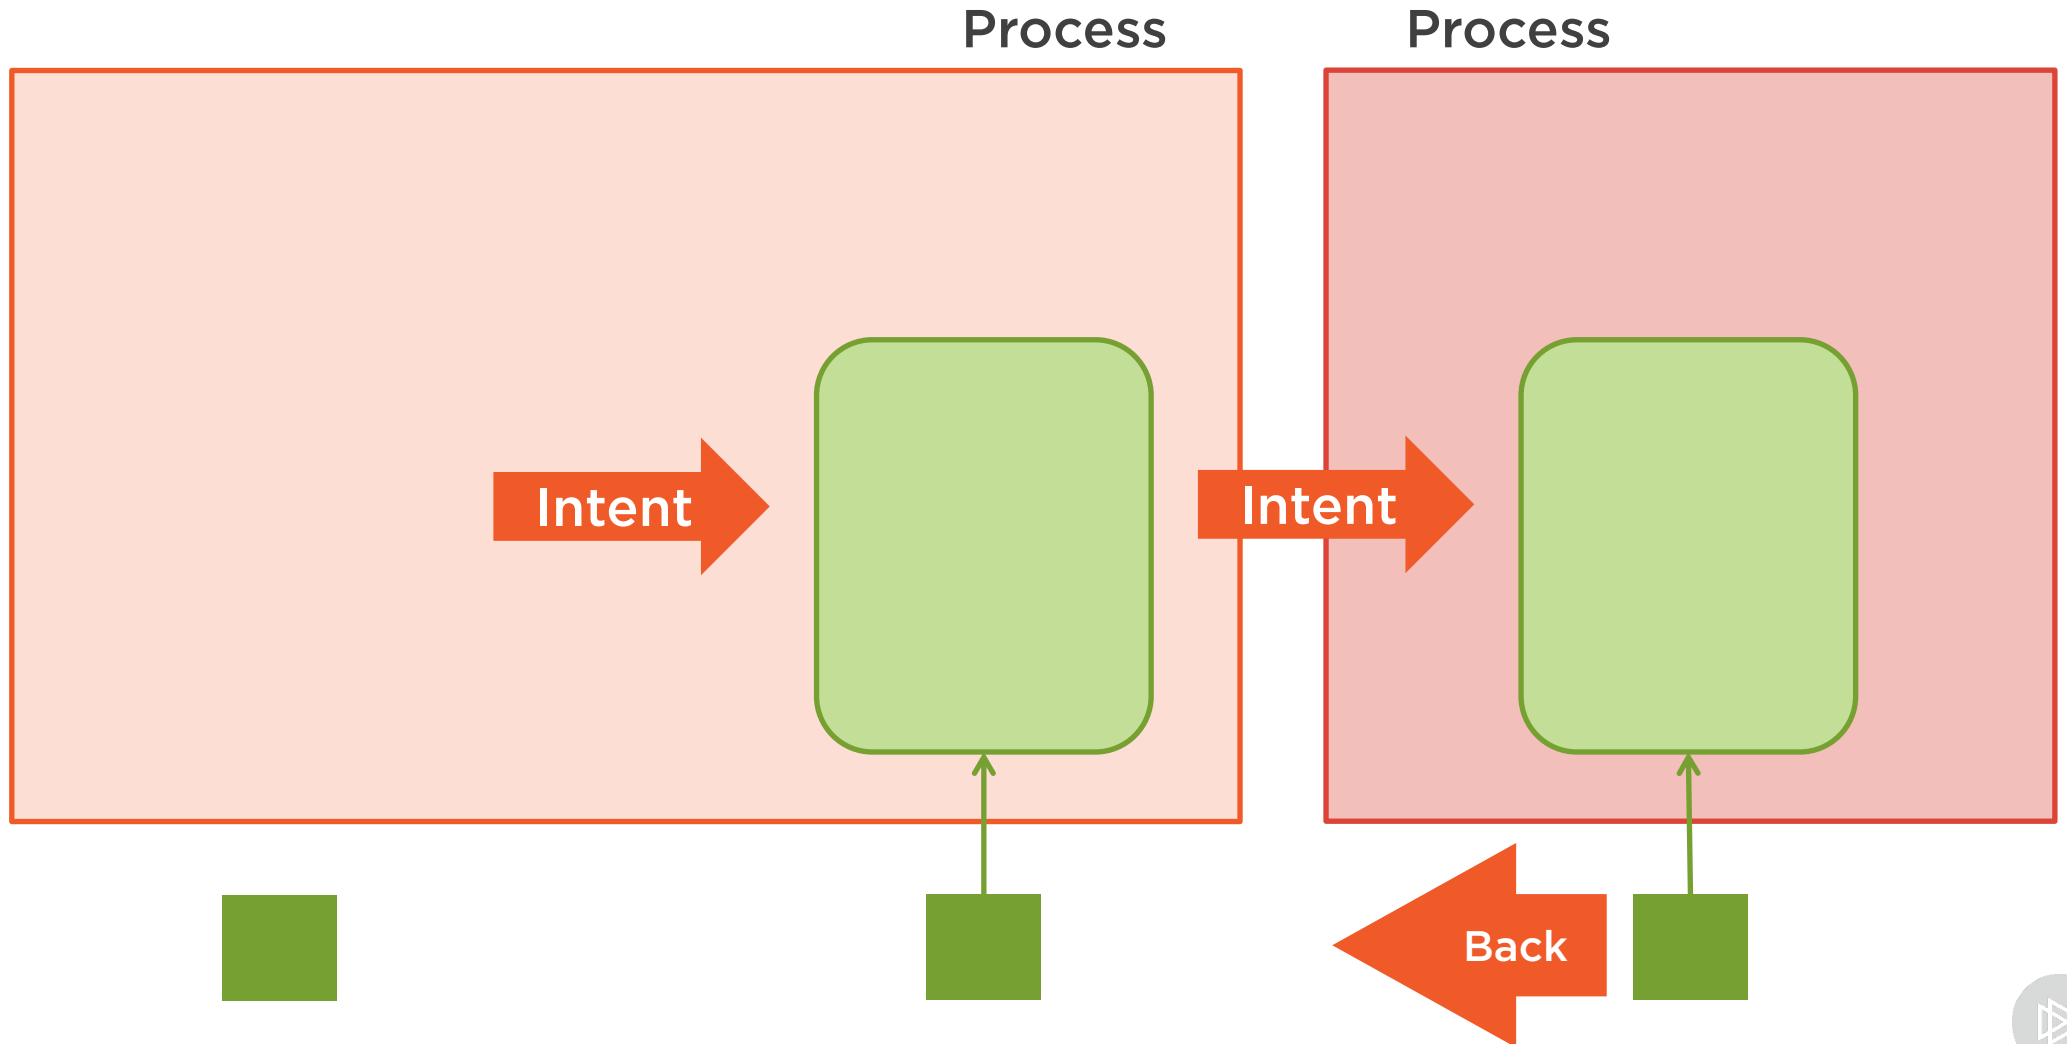 Process
Process
Intent
Intent
Back